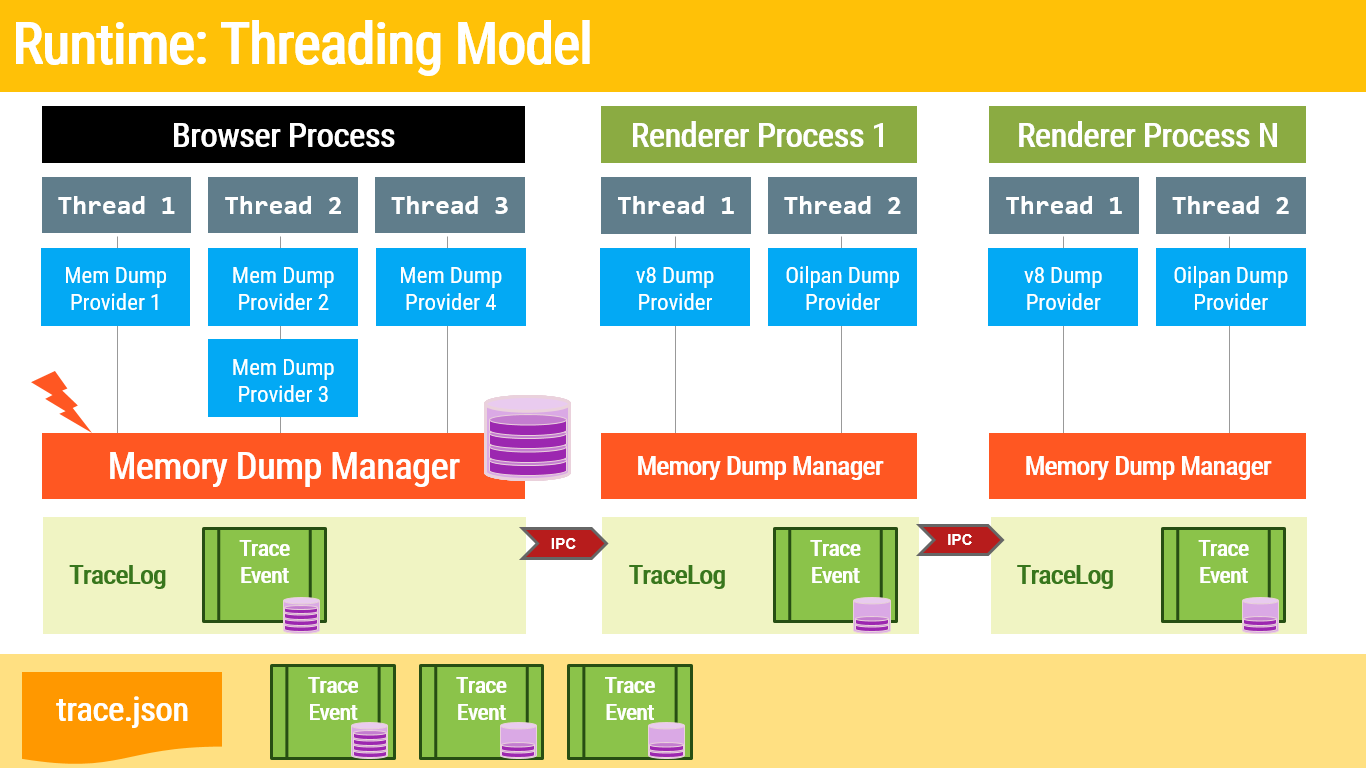 Runtime: Threading Model
Browser Process
Renderer Process 1
Renderer Process N
Thread 1
Thread 2
Thread 3
Thread 1
Thread 2
Thread 1
Thread 2
Mem Dump
Provider 1
Mem Dump
Provider 2
Mem Dump
Provider 4
v8 Dump
Provider
Oilpan Dump
Provider
v8 Dump
Provider
Oilpan Dump
Provider
Mem Dump
Provider 3
Memory Dump Manager
Memory Dump Manager
Memory Dump Manager
TraceLog
Trace
Event
IPC
TraceLog
Trace
Event
IPC
TraceLog
Trace
Event
trace.json
Trace
Event
Trace
Event
Trace
Event